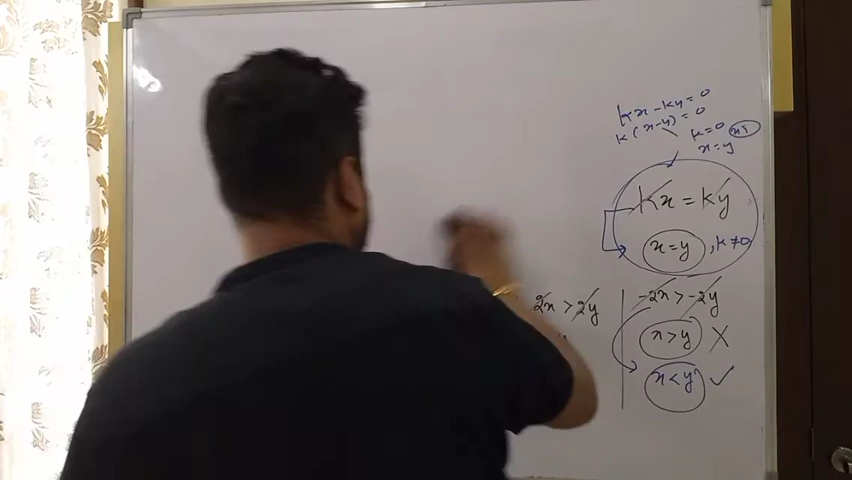 kx - ky = 0
k(x-y) = 0
k=0
x=y
kx = ky
x=y , k≠0
2x > 2y
-2x > -2y
x > y ✗
x < y ✓